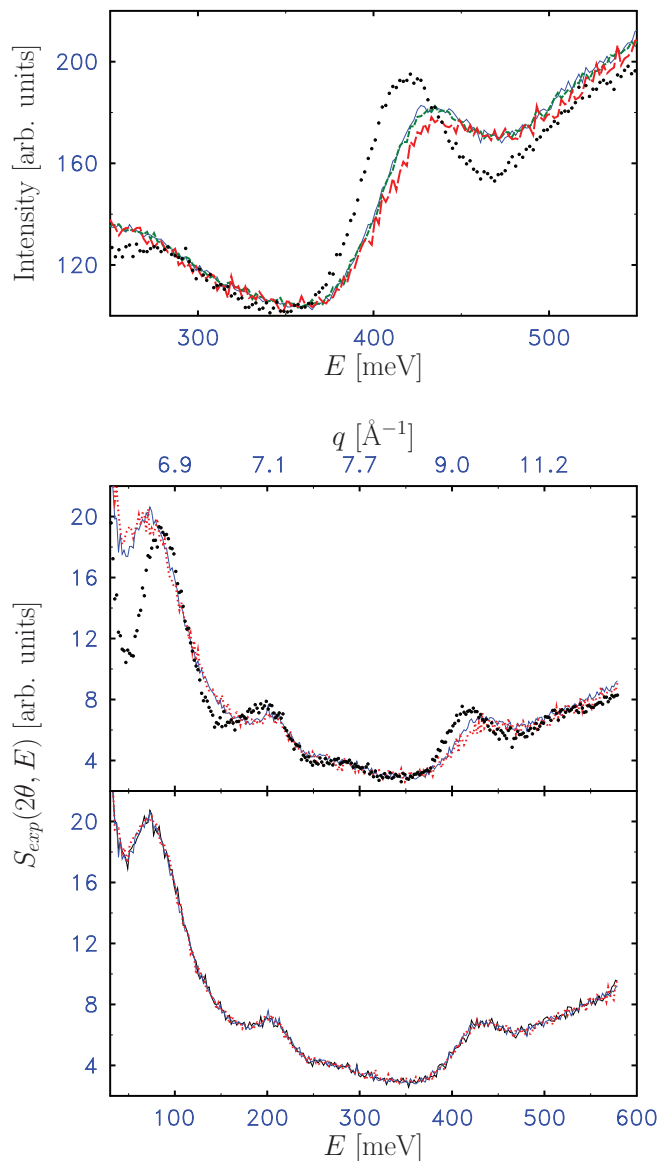 200
160
120
Intensity [arb. units]
300 400 500
E [meV]
q [Å⁻¹]
6.9 7.1 7.7 9.0 11.2
20
16
12
8
4
20
16
12
8
4
S_exp(2θ, E) [arb. units]
100 200 300 400 500 600
E [meV]